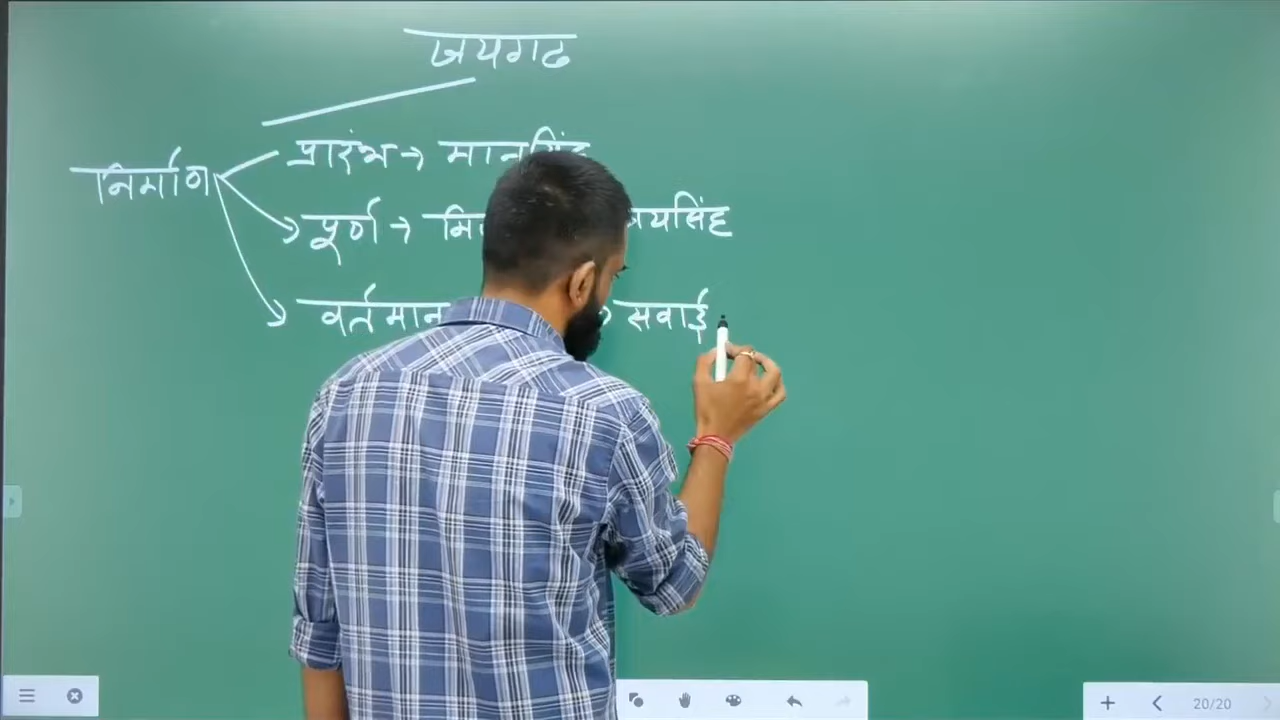 जयगढ
निर्माण
प्रारंभ →
पूर्ण → जयसिंह
वर्तमान → सवाई
20/20